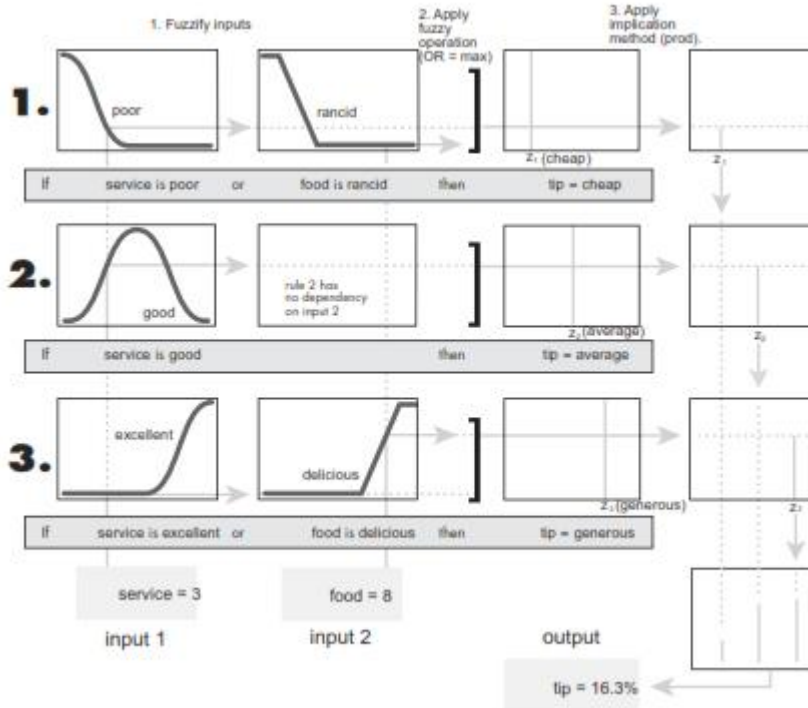 1. Fuzzify inputs
2. Apply
fuzzy
operation
(OR = max)
3. Apply
implication
method (prod).
1.
poor
rancid
z₁ (cheap)
z₁
If service is poor or food is rancid then tip = cheap
2.
good
rule 2 has
no dependency
on input 2
z₂ (average)
z₂
If service is good then tip = average
3.
excellent
delicious
z₃ (generous)
z₃
If service is excellent or food is delicious then tip = generous
service = 3
food = 8
input 1 input 2 output
tip = 16.3%